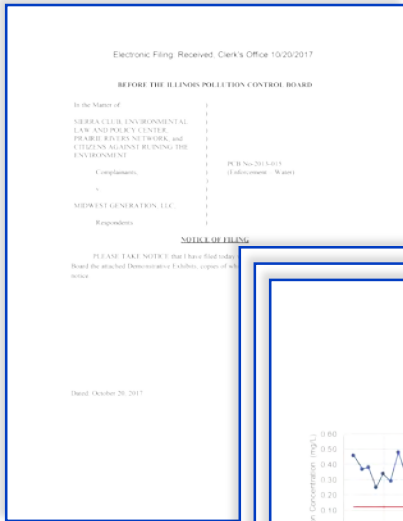 Electronic Filing: Received, Clerk's Office 10/20/2017
BEFORE THE ILLINOIS POLLUTION CONTROL BOARD
In the Matter of:
SIERRA CLUB, ENVIRONMENTAL
LAW AND POLICY CENTER,
PRAIRIE RIVERS NETWORK, and
CITIZENS AGAINST RUINING THE
ENVIRONMENT
PCB No-2013-015
Complainants,
(Enforcement – Water)
v.
MIDWEST GENERATION, LLC,
Respondents
NOTICE OF FILING
PLEASE TAKE NOTICE that I have filed today
Board the attached Demonstrative Exhibits, copies of
notice.
Dated: October 20, 2017
Concentration (mg/L)
0.60
0.50
0.40
0.30
0.20
0.10